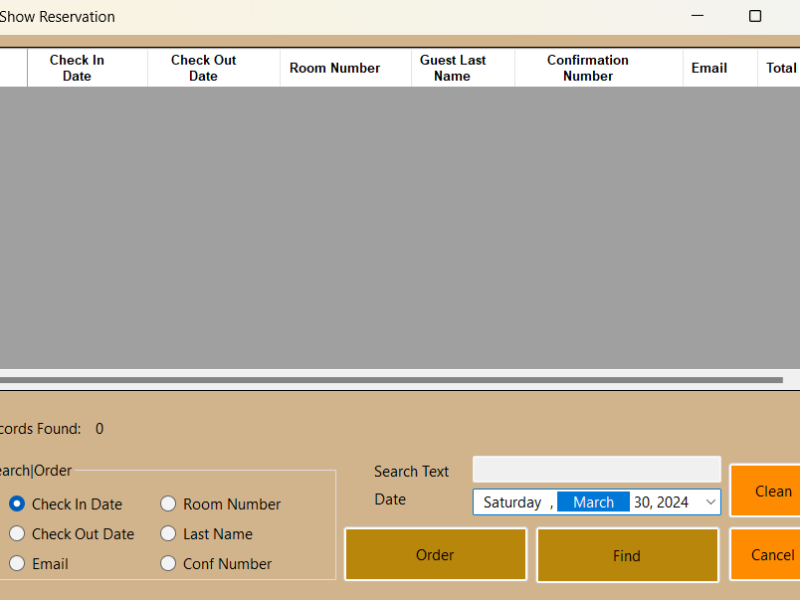 Show Reservation
Check In Date
Check Out Date
Room Number
Guest Last Name
Confirmation Number
Email
Total
cords Found: 0
earch|Order
Check In Date
Room Number
Check Out Date
Last Name
Email
Conf Number
Search Text
Date
Saturday , March 30, 2024
Clean
Order
Find
Cancel